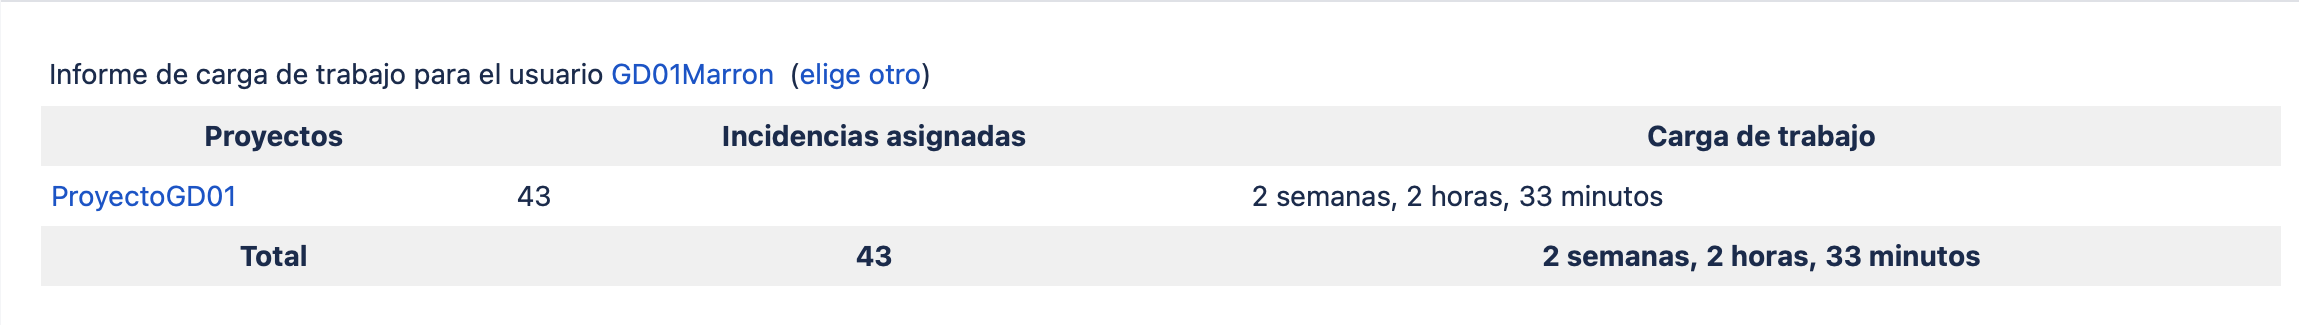 Informe de carga de trabajo para el usuario GD01Marron (elige otro)
Proyectos Incidencias asignadas Carga de trabajo
ProyectoGD01 43 2 semanas, 2 horas, 33 minutos
Total 43 2 semanas, 2 horas, 33 minutos